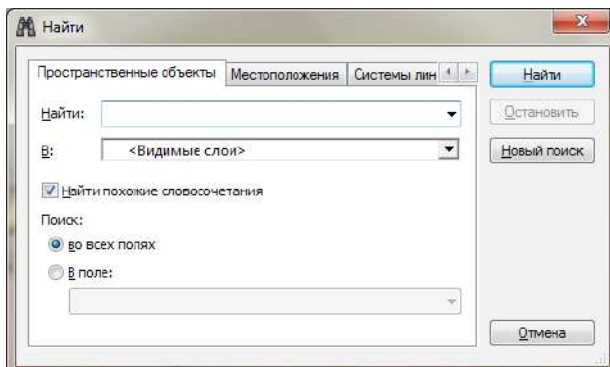 Найти
Пространственные объекты Местоположения Системы лин
Найти
Найти:
Остановить
В: <Видимые слои>
Новый поиск
Найти похожие словосочетания
Поиск:
во всех полях
В поле:
Отмена